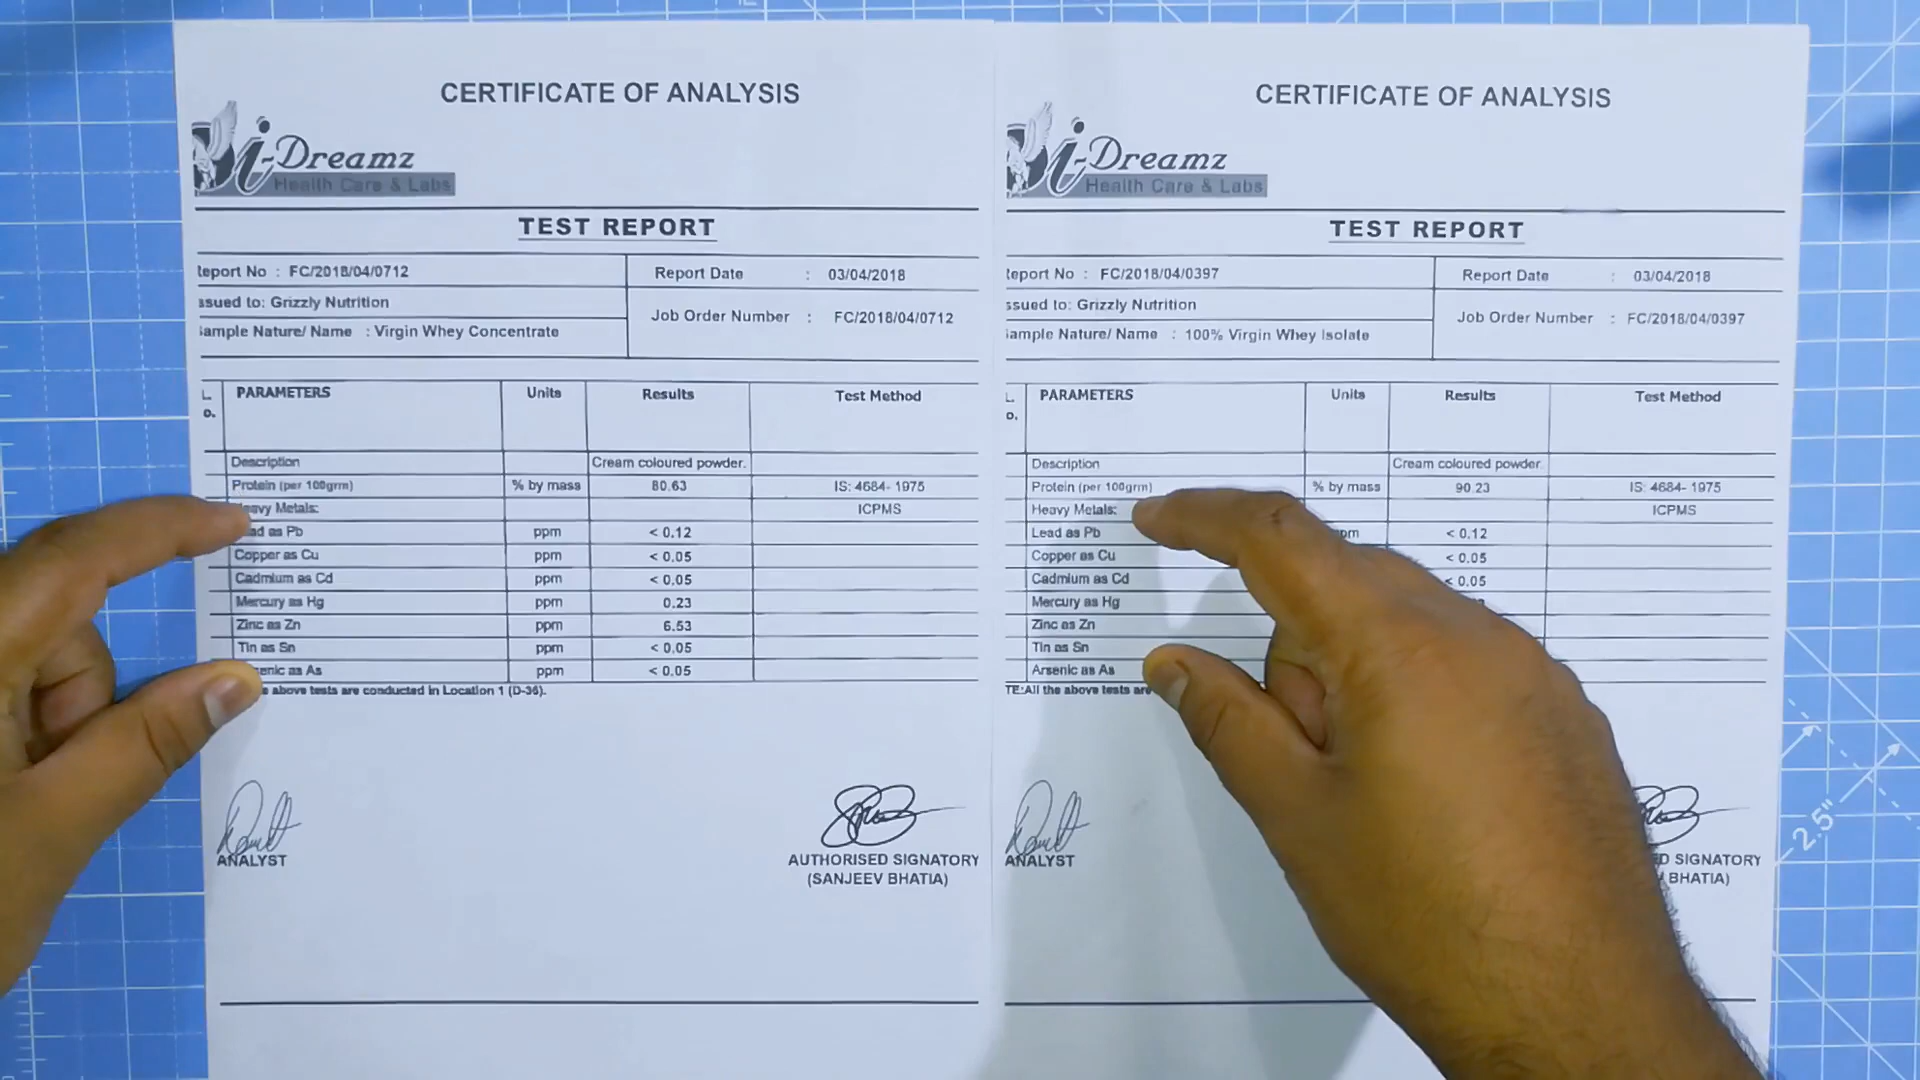 CERTIFICATE OF ANALYSIS
i-Dreamz
Health Care & Labs
TEST REPORT
eport No : FC/2018/04/0712
Report Date : 03/04/2018
ssued to: Grizzly Nutrition
Job Order Number : FC/2018/04/0712
ample Nature/ Name : Virgin Whey Concentrate
L. PARAMETERS Units Results Test Method
o.
Description Cream coloured powder.
Protein (per 100grm) % by mass 80.63 IS: 4684- 1975
eavy Metals: ICPMS
ad as Pb ppm < 0.12
Copper as Cu ppm < 0.05
Cadmium as Cd ppm < 0.05
Mercury as Hg ppm 0.23
Zinc as Zn ppm 6.53
Tin as Sn ppm < 0.05
enic as As ppm < 0.05
above tests are conducted in Location 1 (D-36).
ANALYST
AUTHORISED SIGNATORY
(SANJEEV BHATIA)
CERTIFICATE OF ANALYSIS
i-Dreamz
Health Care & Labs
TEST REPORT
eport No : FC/2018/04/0397
Report Date : 03/04/2018
ssued to: Grizzly Nutrition
Job Order Number : FC/2018/04/0397
ample Nature/ Name : 100% Virgin Whey Isolate
L. PARAMETERS Units Results Test Method
o.
Description Cream coloured powder.
Protein (per 100grm) % by mass 90.23 IS: 4684- 1975
Heavy Metals: ICPMS
Lead as Pb pm < 0.12
Copper as Cu < 0.05
Cadmium as Cd < 0.05
Mercury as Hg
Zinc as Zn
Tin as Sn
Arsenic as As
TE:All the above tests are
ANALYST
D SIGNATORY
BHATIA)
2.5"